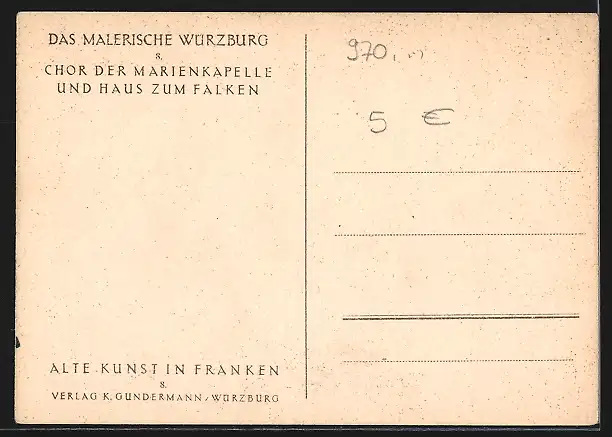 DAS MALERISCHE WÜRZBURG
8.
CHOR DER MARIENKAPELLE
UND HAUS ZUM FALKEN
970,
5 €
ALTE KUNST IN FRANKEN
8.
VERLAG K. GUNDERMANN / WÜRZBURG